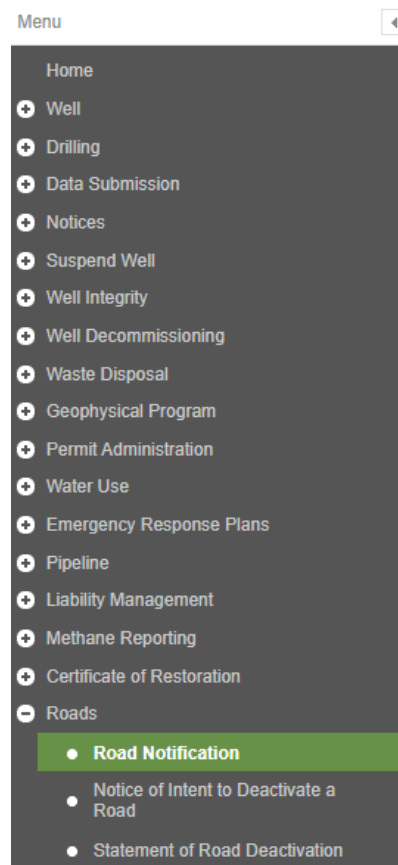 Menu
Home
Well
Drilling
Data Submission
Notices
Suspend Well
Well Integrity
Well Decommissioning
Waste Disposal
Geophysical Program
Permit Administration
Water Use
Emergency Response Plans
Pipeline
Liability Management
Methane Reporting
Certificate of Restoration
Roads
Road Notification
Notice of Intent to Deactivate a
Road
Statement of Road Deactivation